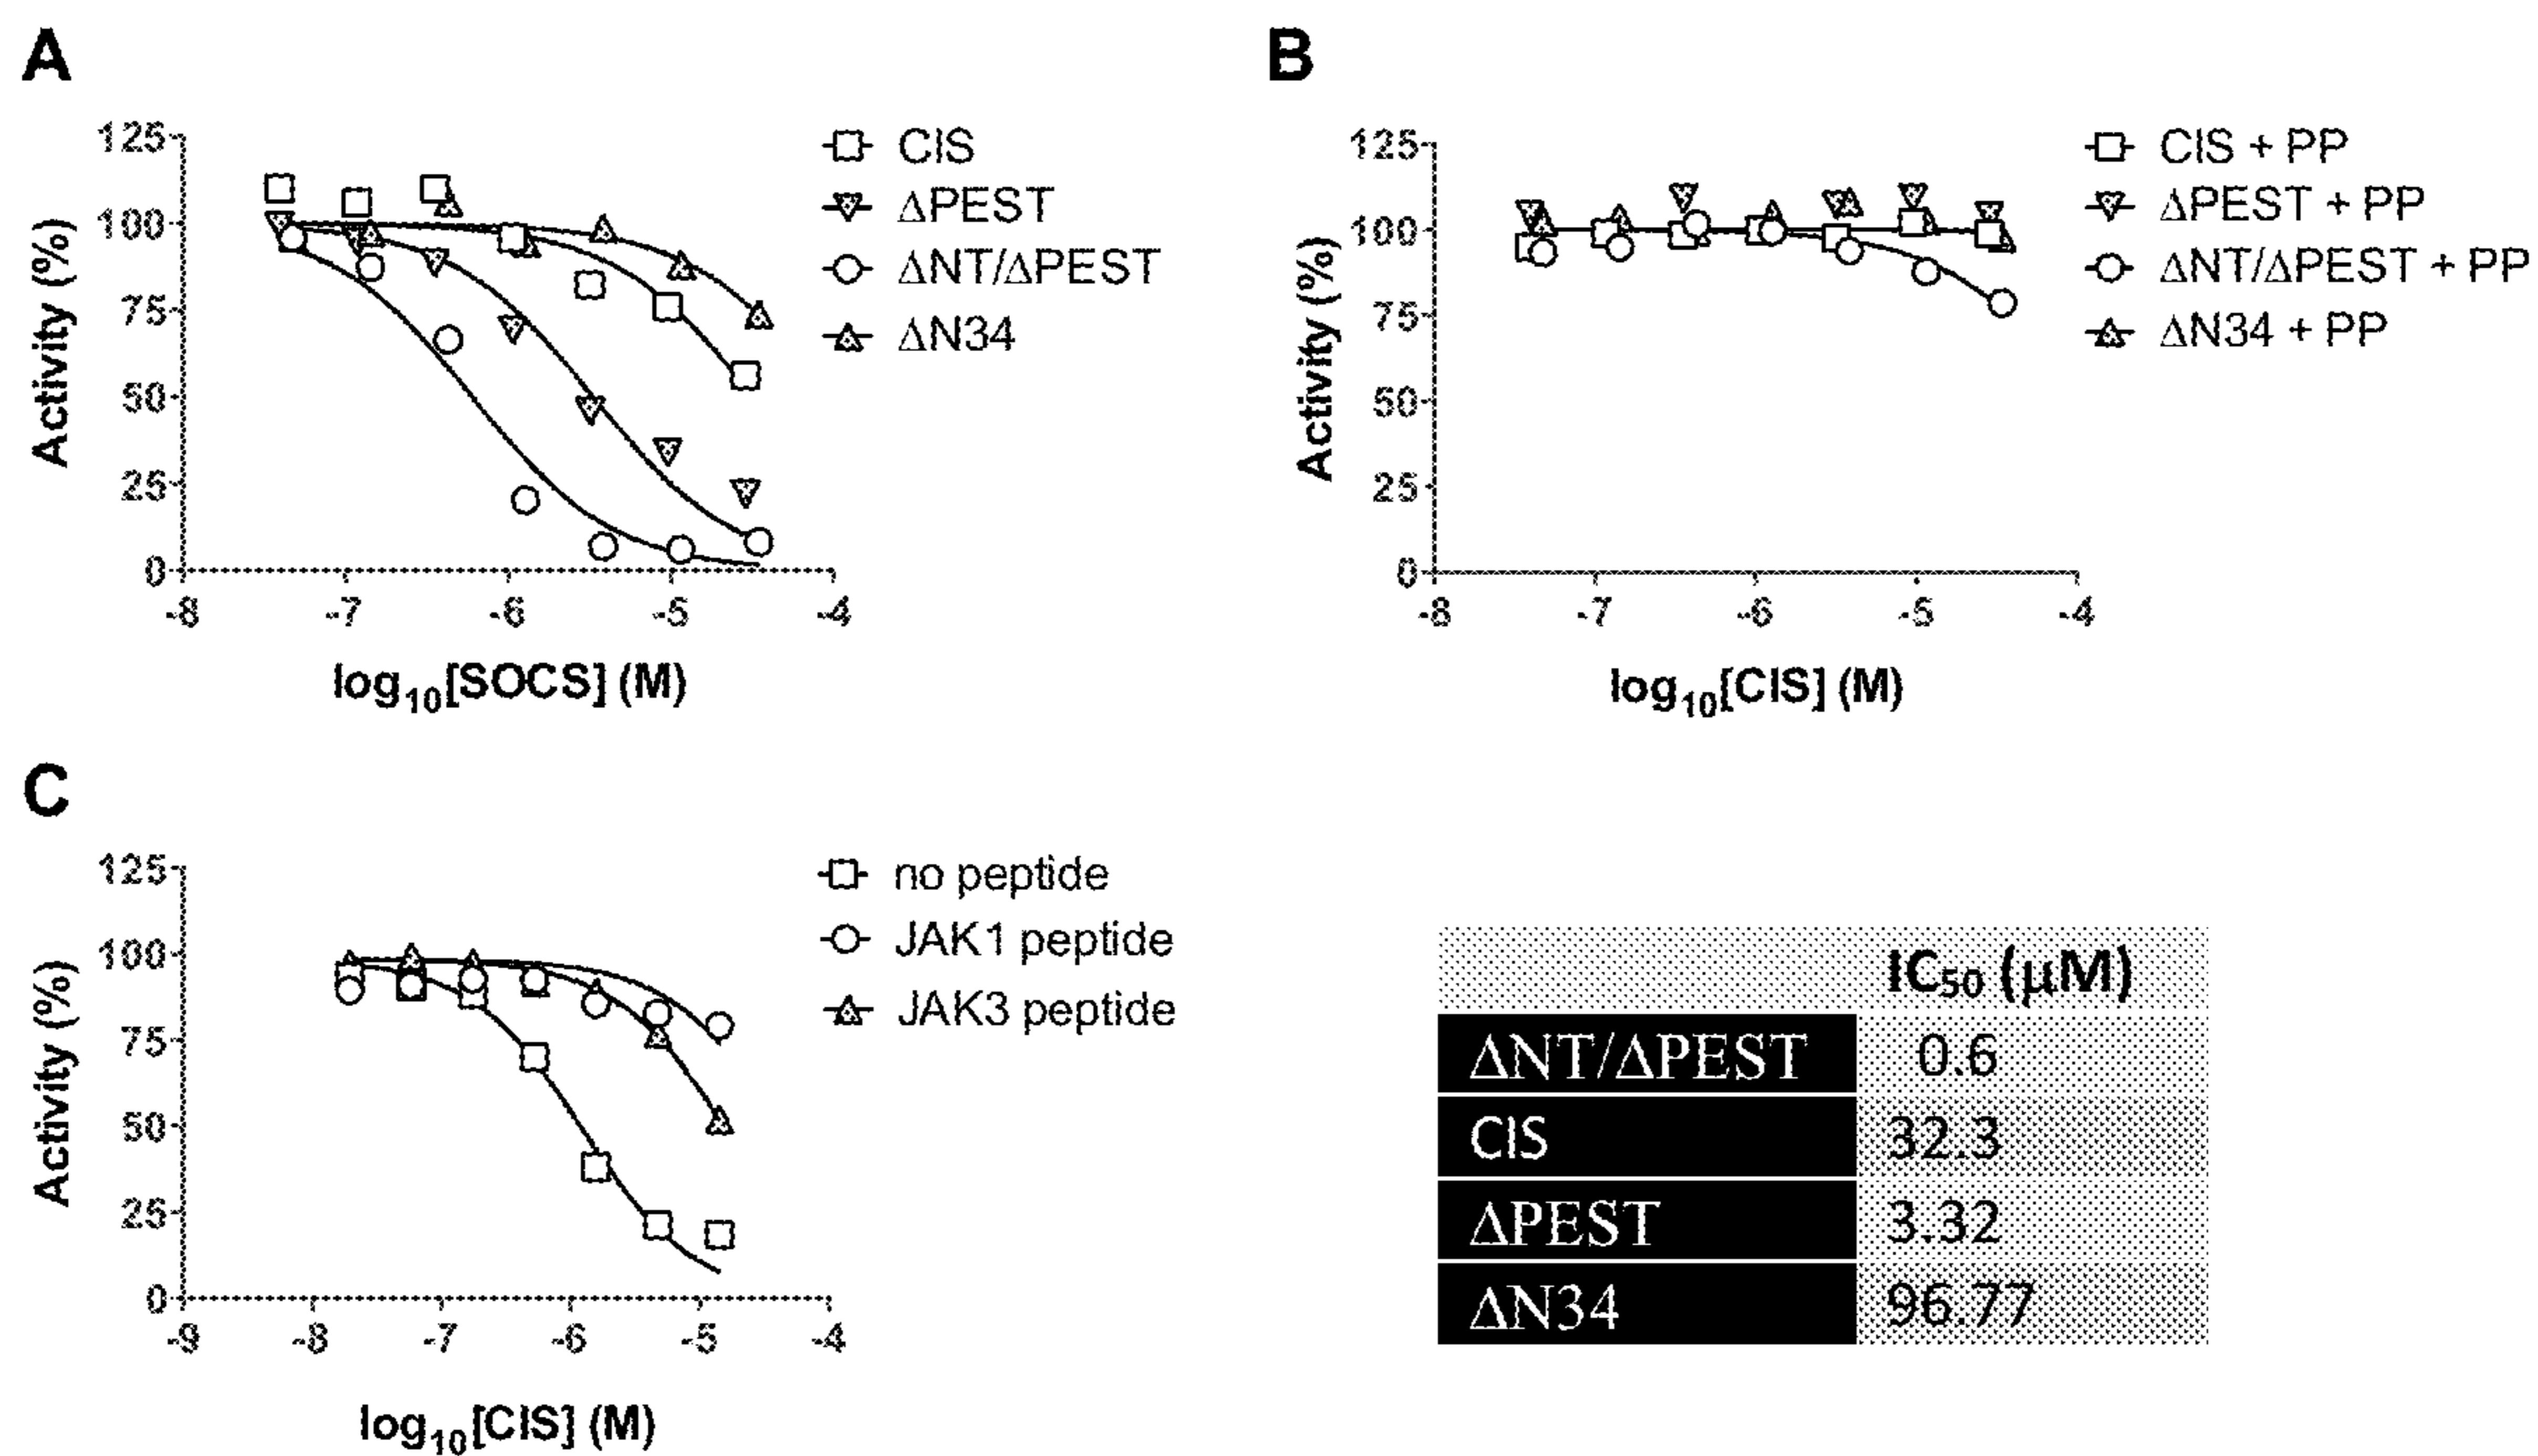 A
125
100
75
50
25
0
-8 -7 -6 -5 -4
Activity (%)
log10[SOCS] (M)
CIS
ΔPEST
ΔNT/ΔPEST
ΔN34
B
125
100
75
50
25
0
-8 -7 -6 -5 -4
Activity (%)
log10[CIS] (M)
CIS + PP
ΔPEST + PP
ΔNT/ΔPEST + PP
ΔN34 + PP
C
125
100
75
50
25
0
-9 -8 -7 -6 -5 -4
Activity (%)
log10[CIS] (M)
no peptide
JAK1 peptide
JAK3 peptide
IC50 (μM)
ΔNT/ΔPEST 0.6
CIS 32.3
ΔPEST 3.32
ΔN34 96.77